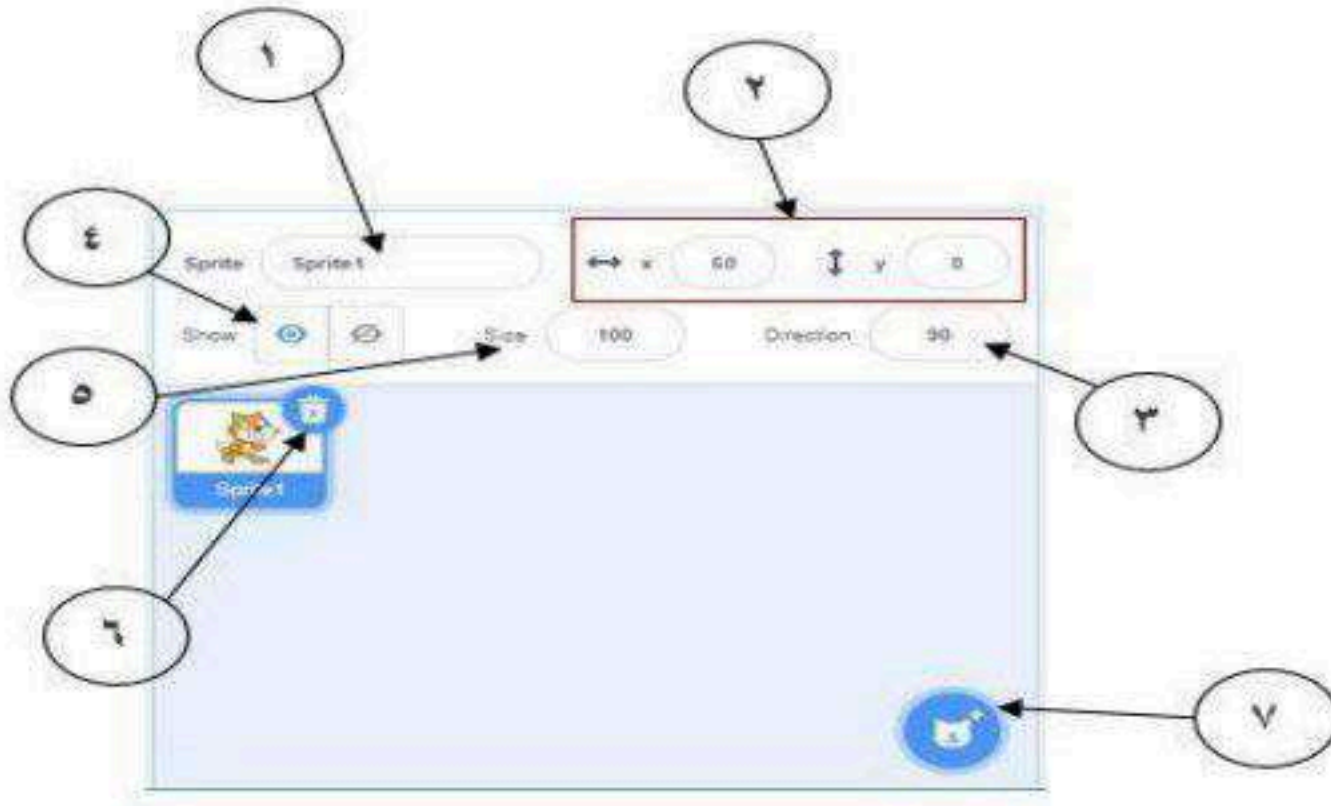 ١
٢
٤
Sprite Sprite1 x 60 y 0
Show Size 100 Direction 90
٥
٣
Sprite1
٦
٧